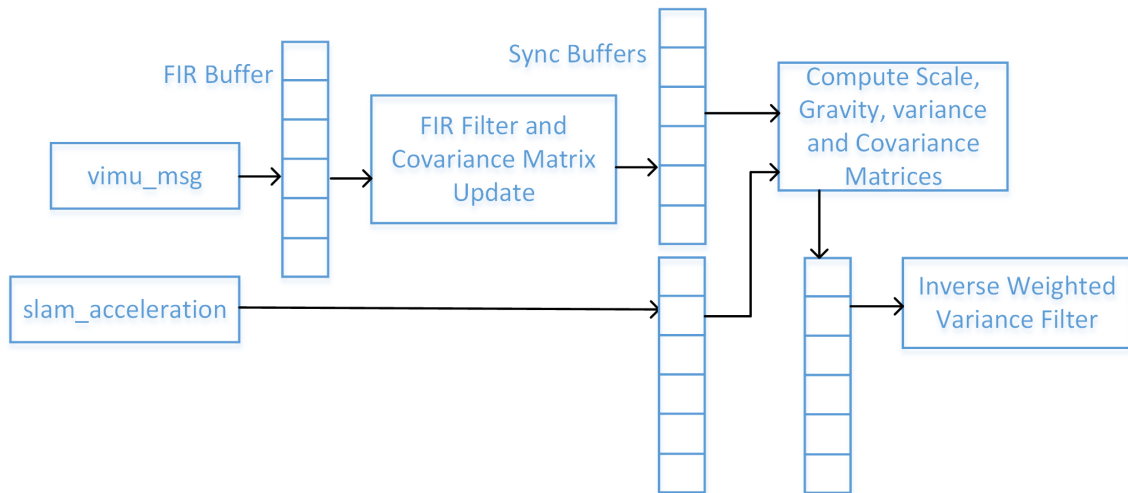 FIR Buffer
Sync Buffers
vimu_msg
FIR Filter and
Covariance Matrix
Update
Compute Scale,
Gravity, variance
and Covariance
Matrices
slam_acceleration
Inverse Weighted
Variance Filter